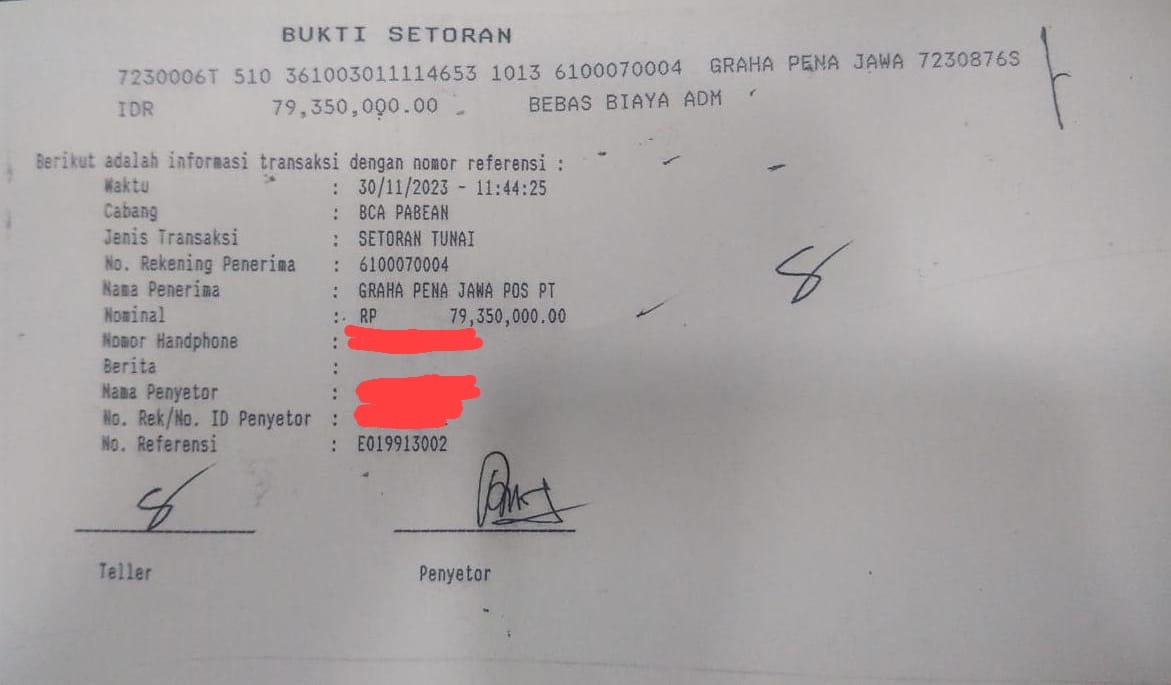 BUKTI SETORAN
7230006T 510 361003011114653 1013 6100070004 GRAHA PENA JAWA 7230876S
IDR 79,350,000.00 BEBAS BIAYA ADM
Berikut adalah informasi transaksi dengan nomor referensi :
Waktu : 30/11/2023 - 11:44:25
Cabang : BCA PABEAN
Jenis Transaksi : SETORAN TUNAI
No. Rekening Penerima : 6100070004
Nama Penerima : GRAHA PENA JAWA POS PT
Nominal : RP 79,350,000.00
Nomor Handphone :
Berita :
Nama Penyetor :
No. Rek/No. ID Penyetor :
No. Referensi : E019913002
Teller Penyetor